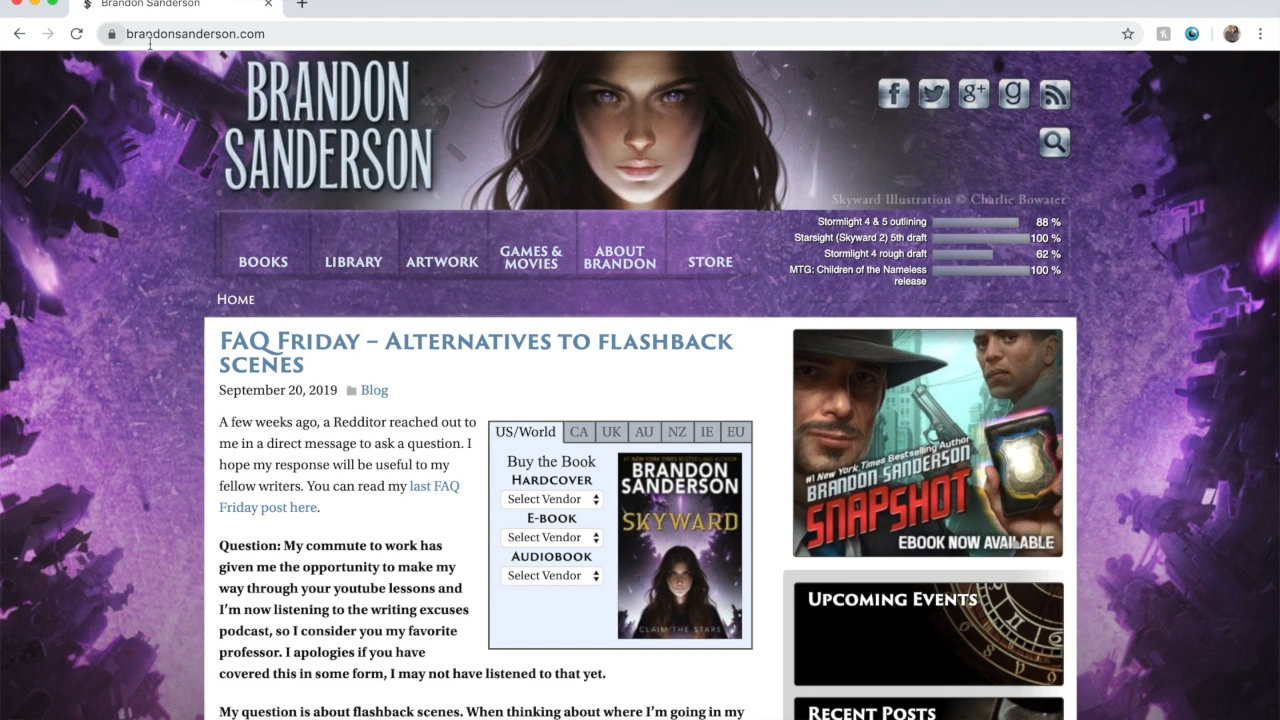 Brandon Sanderson
brandonsanderson.com
BRANDON
SANDERSON
Skyward Illustration © Charlie Bowater
BOOKS
LIBRARY
ARTWORK
GAMES &
MOVIES
ABOUT
BRANDON
STORE
Stormlight 4 & 5 outlining 88 %
Starsight (Skyward 2) 5th draft 100 %
Stormlight 4 rough draft 62 %
MTG: Children of the Nameless 100 %
release
HOME
FAQ FRIDAY – ALTERNATIVES TO FLASHBACK
SCENES
September 20, 2019 Blog
A few weeks ago, a Redditor reached out to
me in a direct message to ask a question. I
hope my response will be useful to my
fellow writers. You can read my last FAQ
Friday post here.
Question: My commute to work has
given me the opportunity to make my
way through your youtube lessons and
I'm now listening to the writing excuses
podcast, so I consider you my favorite
professor. I apologies if you have
covered this in some form, I may not have listened to that yet.
My question is about flashback scenes. When thinking about where I'm going in my
US/World CA UK AU NZ IE EU
Buy the Book
HARDCOVER
Select Vendor
E-BOOK
Select Vendor
AUDIOBOOK
Select Vendor
#1 NEW YORK TIMES BESTSELLING AUTHOR
BRANDON
SANDERSON
SKYWARD
CLAIM THE STARS
#1 New York Times Bestselling Author
BRANDON SANDERSON
SNAPSHOT
EBOOK NOW AVAILABLE
UPCOMING EVENTS
RECENT POSTS